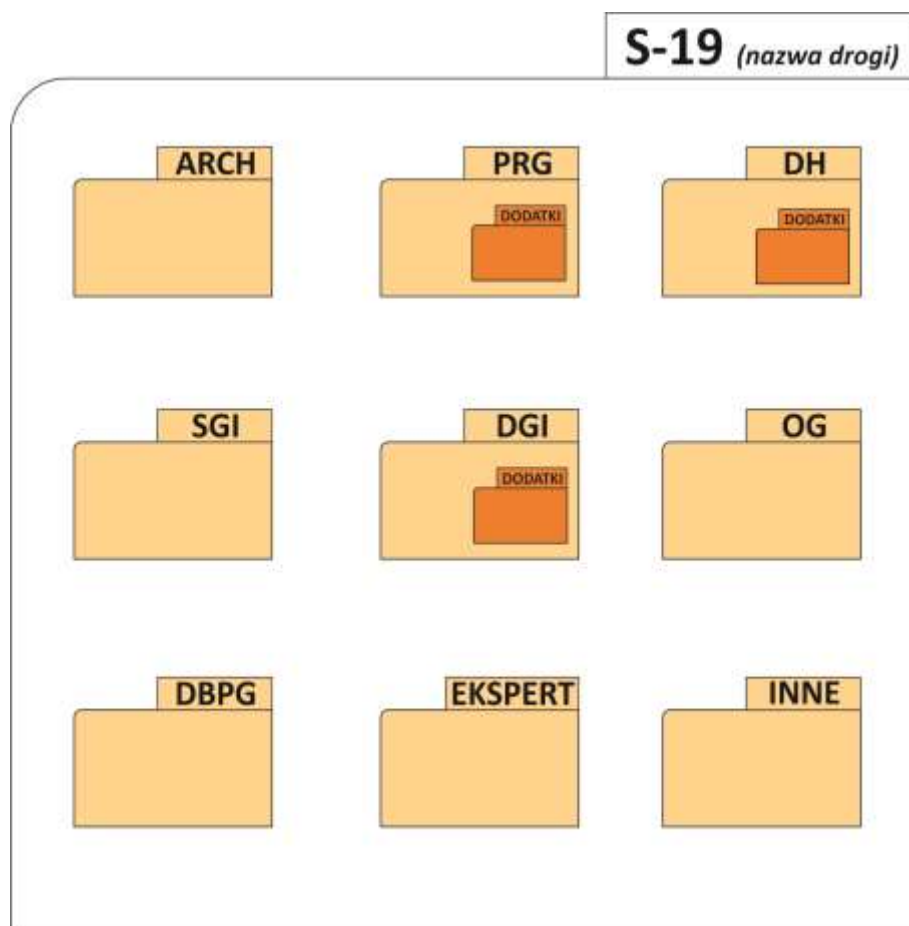 S-19 (nazwa drogi)
ARCH
PRG
DH
DODATKI
DODATKI
SGI
DGI
OG
DODATKI
DBPG
EKSPERT
INNE